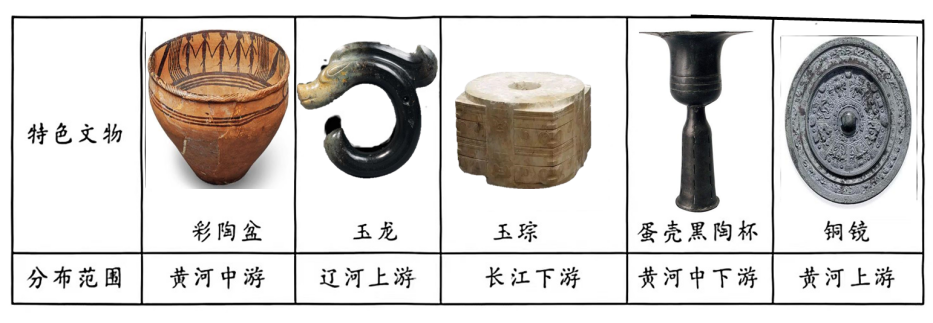 特色文物
彩陶盆
玉龙
玉琮
蛋壳黑陶杯
铜镜
分布范围
黄河中游
辽河上游
长江下游
黄河中下游
黄河上游